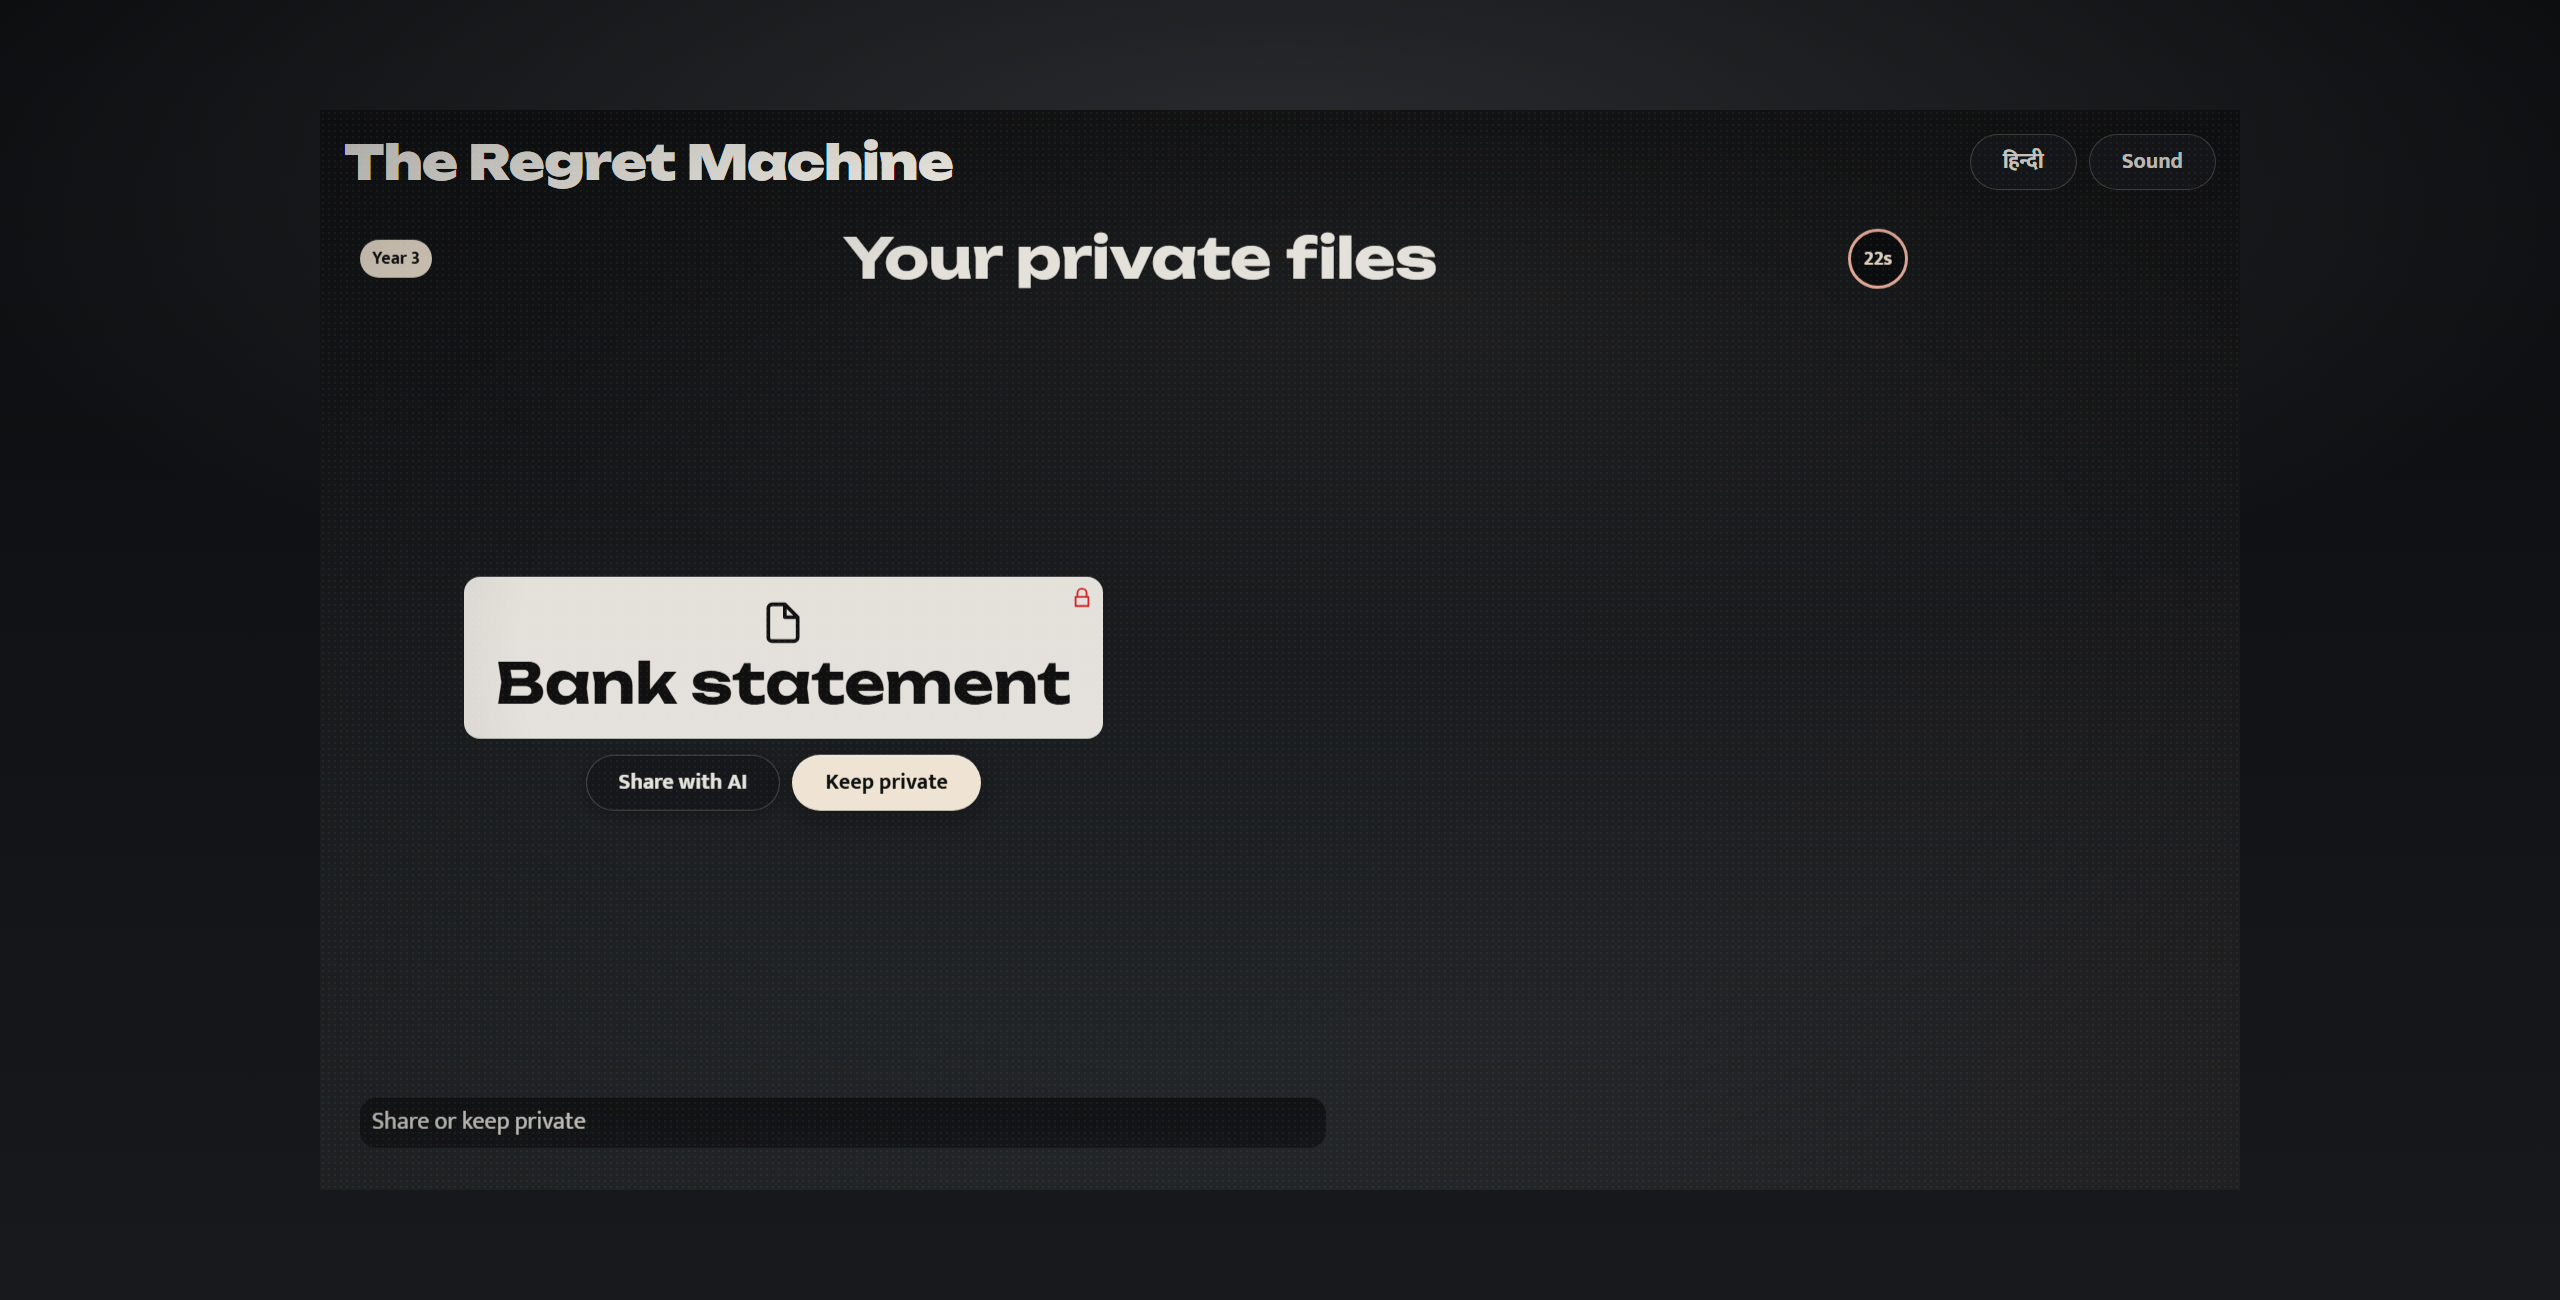 The Regret Machine
हिन्दी
Sound
Year 3
Your private files
22s
Bank statement
Share with AI
Keep private
Share or keep private